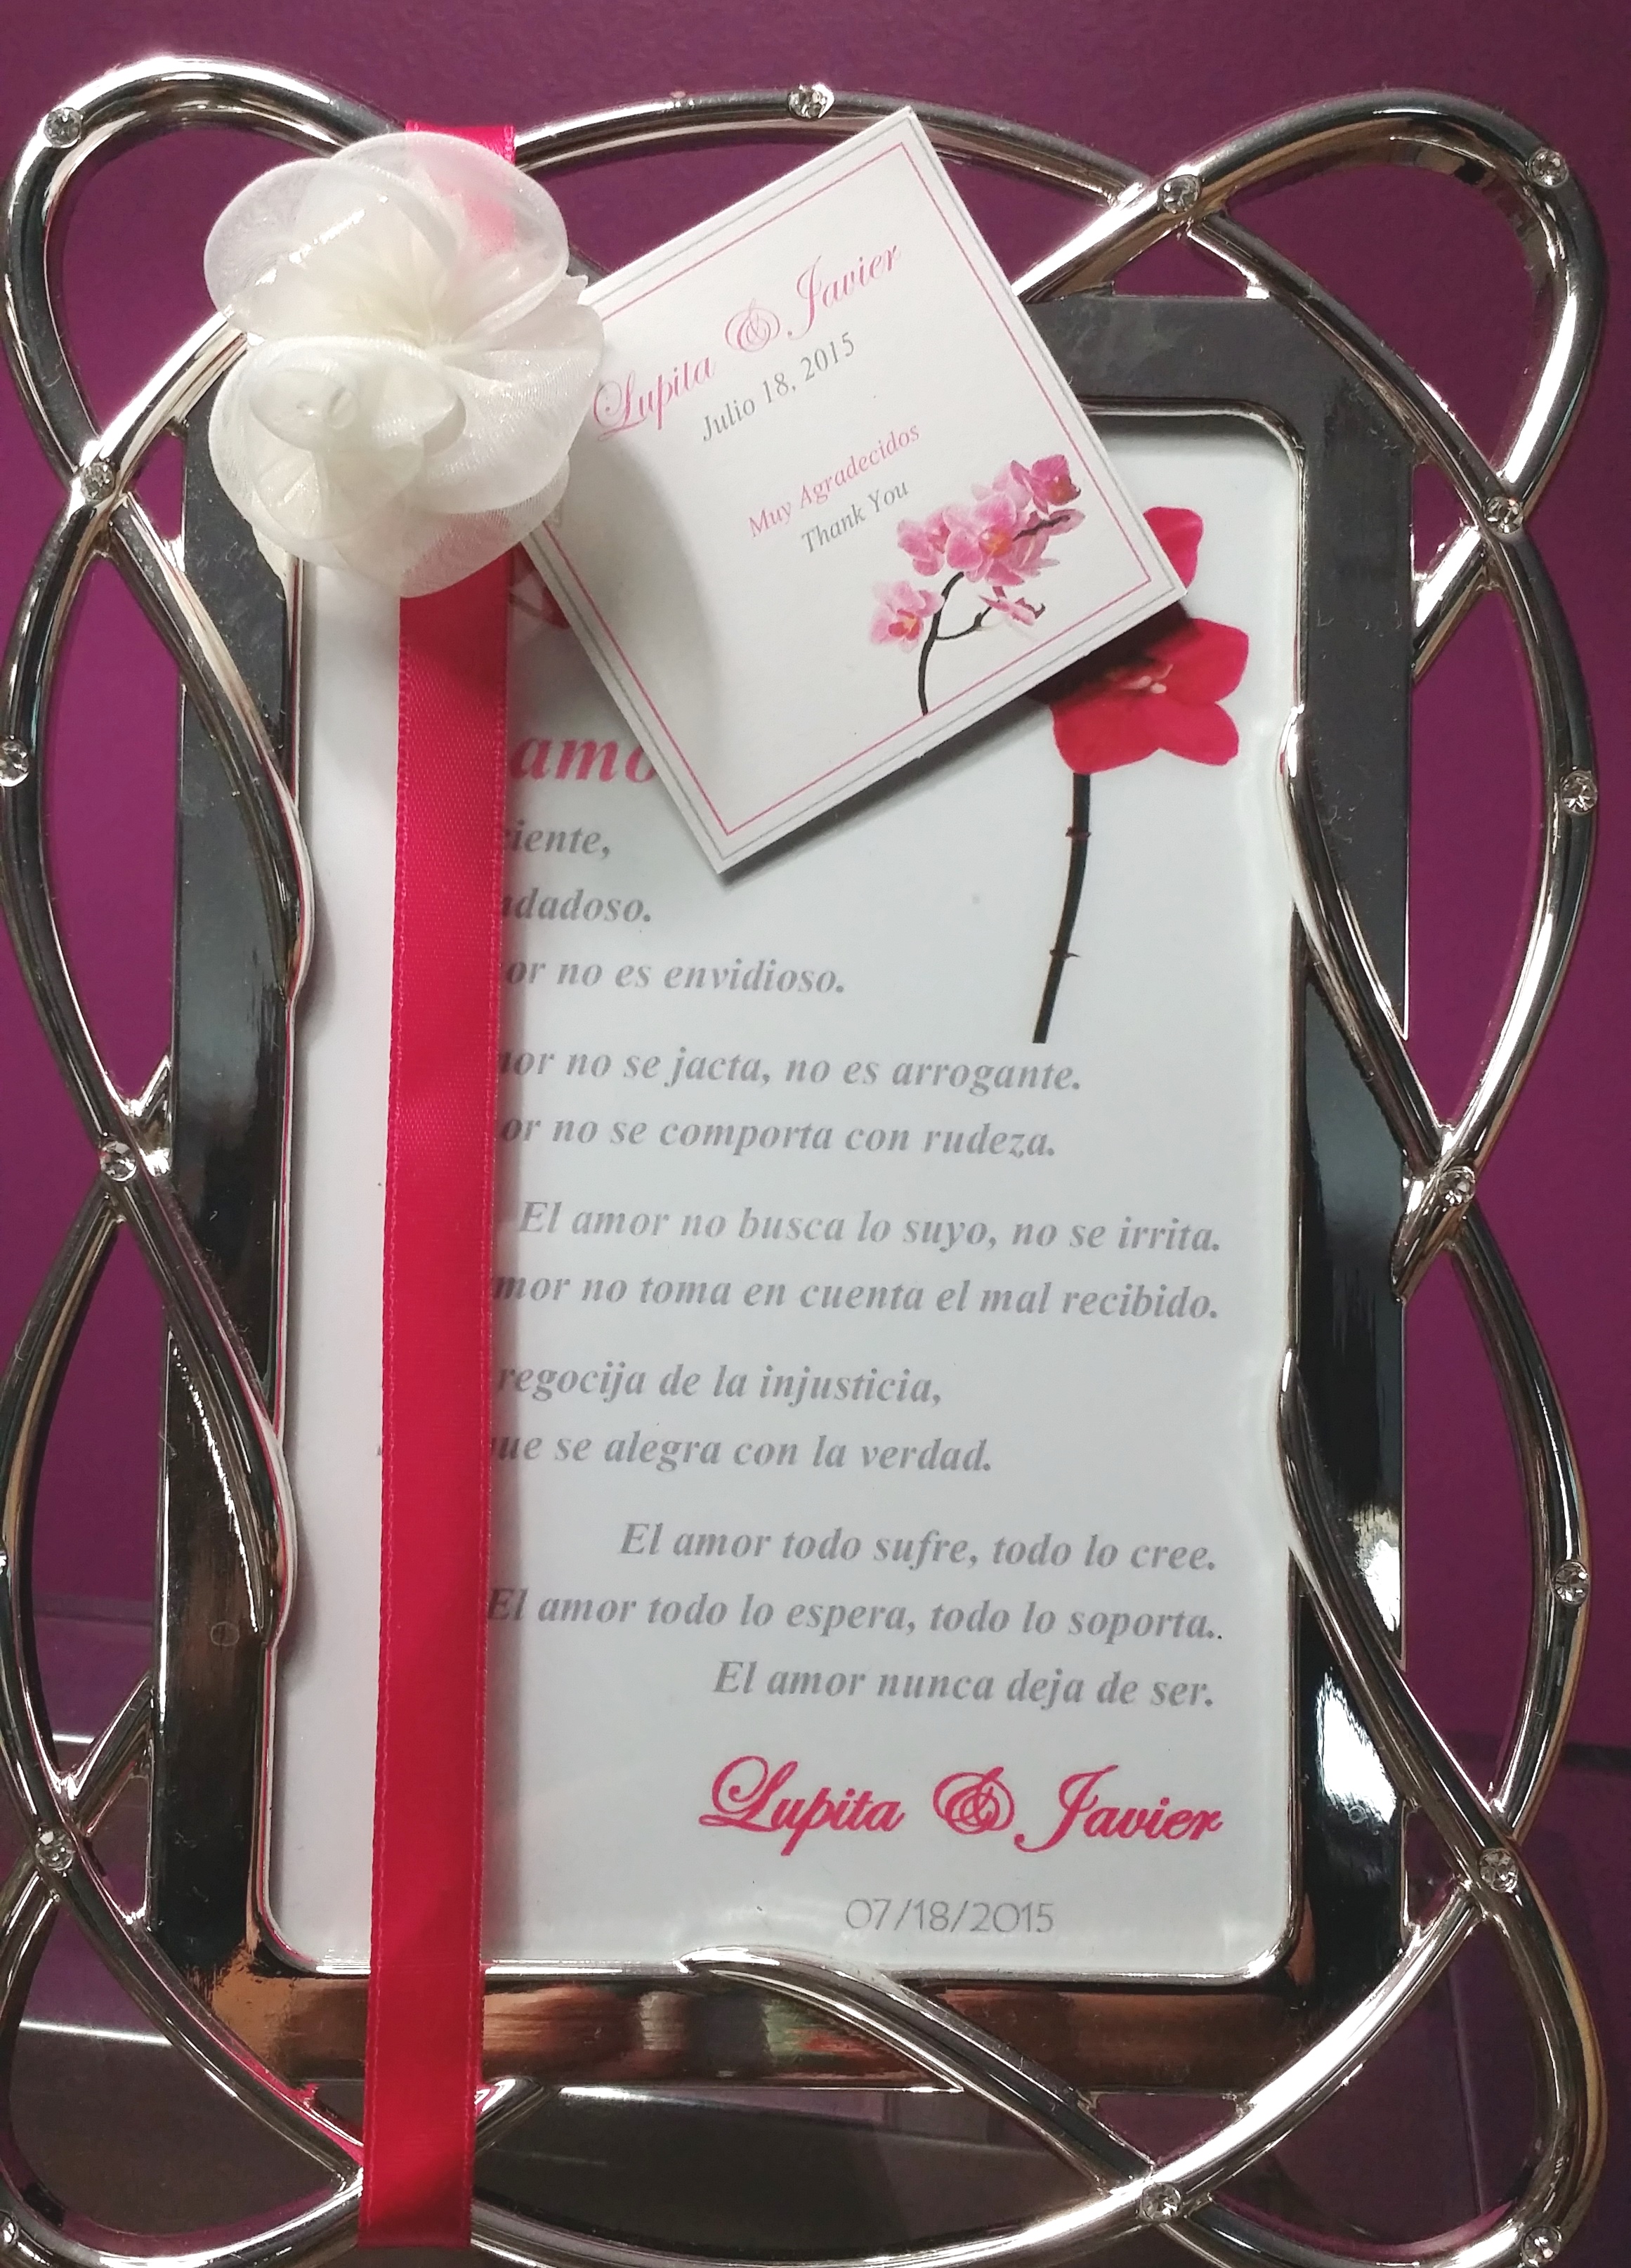 amo
iente,
dadoso.
or no es envidioso.
mor no se jacta, no es arrogante.
or no se comporta con rudeza.
El amor no busca lo suyo, no se irrita.
mor no toma en cuenta el mal recibido.
regocija de la injusticia,
ue se alegra con la verdad.
El amor todo sufre, todo lo cree.
El amor todo lo espera, todo lo soporta.
El amor nunca deja de ser.
Lupita & Javier
07/18/2015
Lupita & Javier
Julio 18, 2015
Muy Agradecidos
Thank You